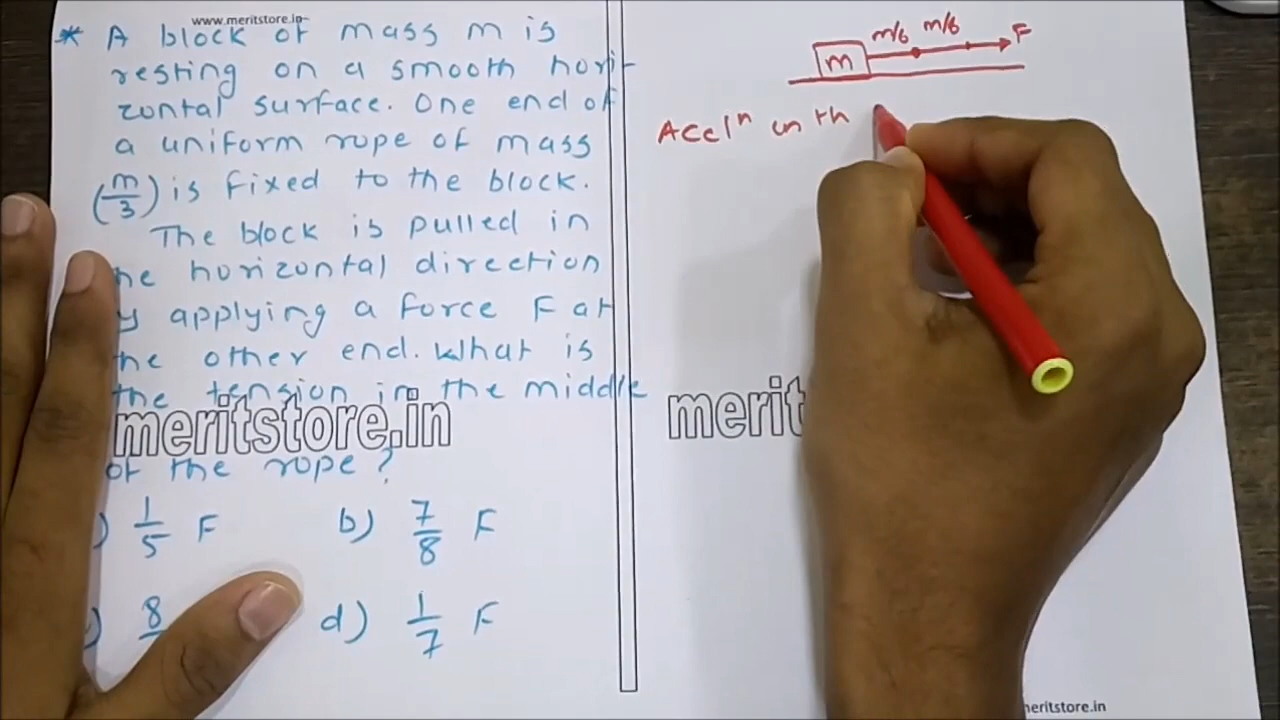 www.meritstore.in
* A block of mass m is
resting on a smooth hori-
zontal surface. One end of
a uniform rope of mass
(m/3) is fixed to the block.
The block is pulled in
he horizontal direction
y applying a force F at
he other end. What is
the tension in the middle
meritstore.in
of the rope?
) 1/5 F b) 7/8 F
) 8 d) 1/7 F
m/6 m/6 F
m
Accln in th
merit
meritstore.in